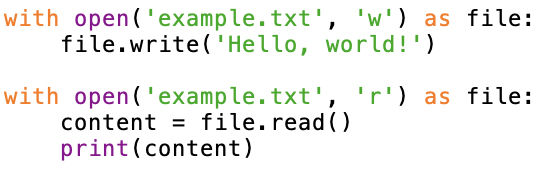 with open('example.txt', 'w') as file:
    file.write('Hello, world!')

with open('example.txt', 'r') as file:
    content = file.read()
    print(content)